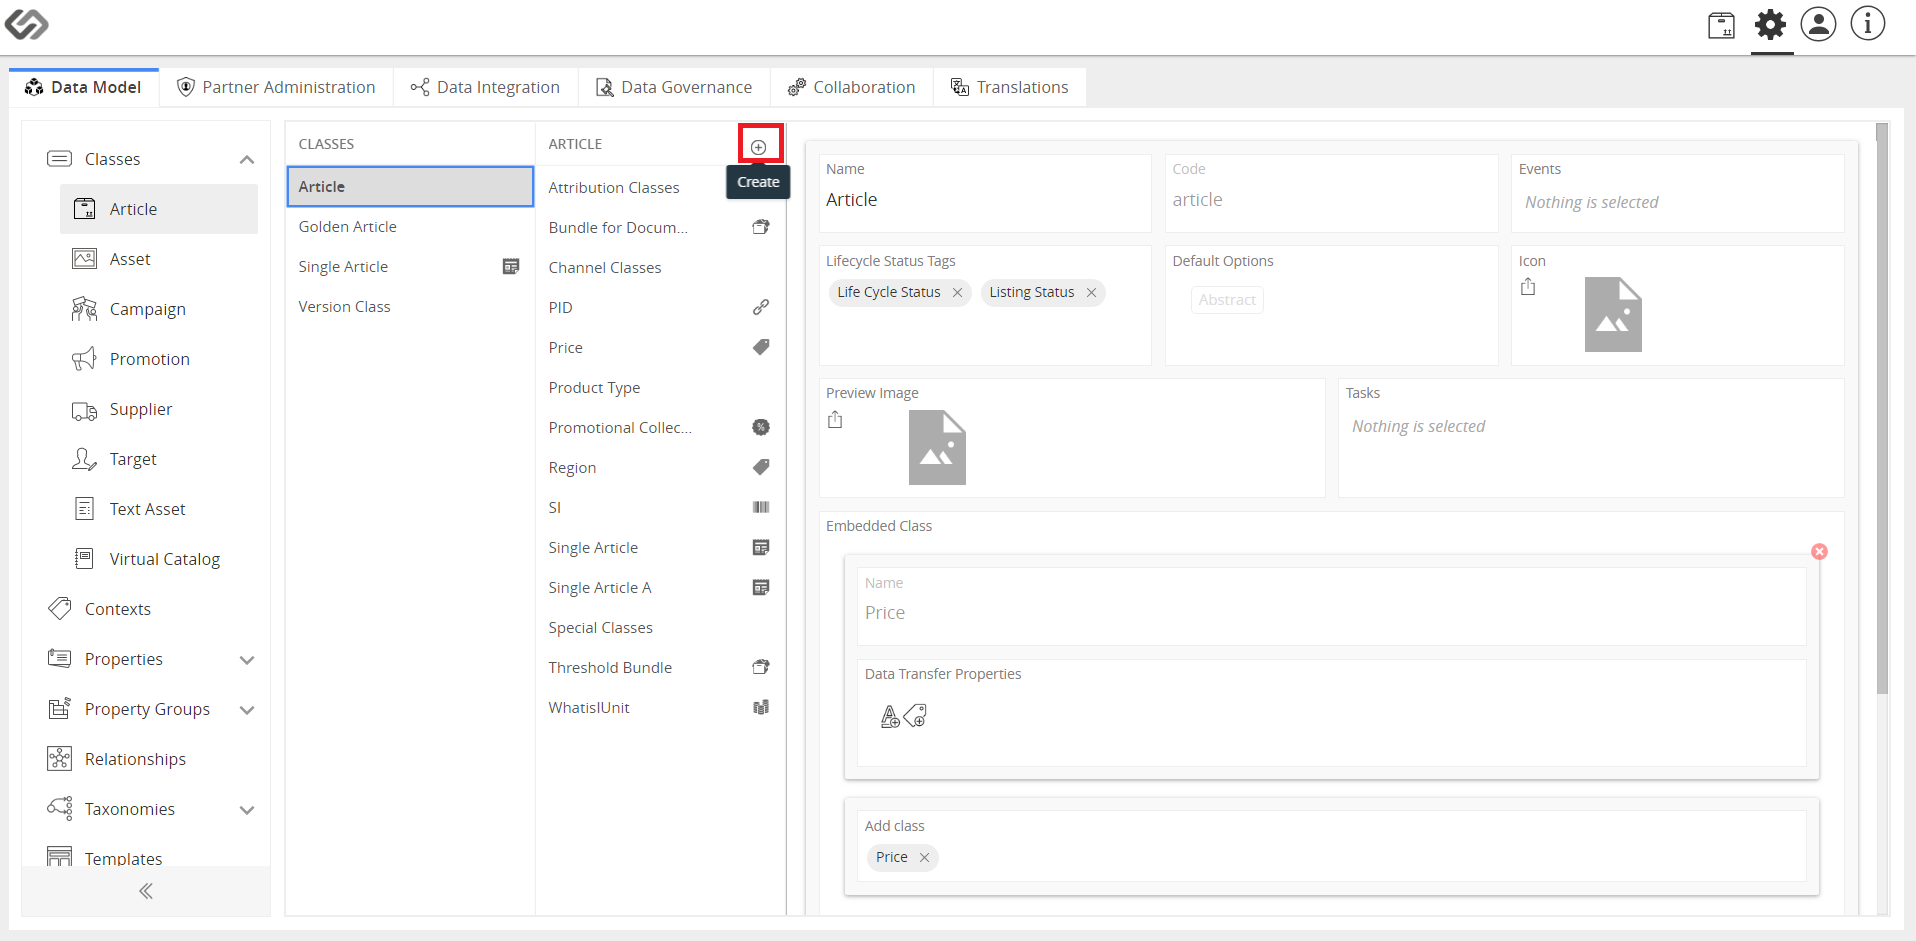 Data Model
Partner Administration
Data Integration
Data Governance
Collaboration
Translations
Classes
Article
Asset
Campaign
Promotion
Supplier
Target
Text Asset
Virtual Catalog
Contexts
Properties
Property Groups
Relationships
Taxonomies
Templates
CLASSES
Article
Golden Article
Single Article
Version Class
ARTICLE
Create
Attribution Classes
Bundle for Docum...
Channel Classes
PID
Price
Product Type
Promotional Collec...
Region
SI
Single Article
Single Article A
Special Classes
Threshold Bundle
WhatisIUnit
Name
Article
Code
article
Events
Nothing is selected
Lifecycle Status Tags
Life Cycle Status
Listing Status
Default Options
Abstract
Icon
Preview Image
Tasks
Nothing is selected
Embedded Class
Name
Price
Data Transfer Properties
Add class
Price